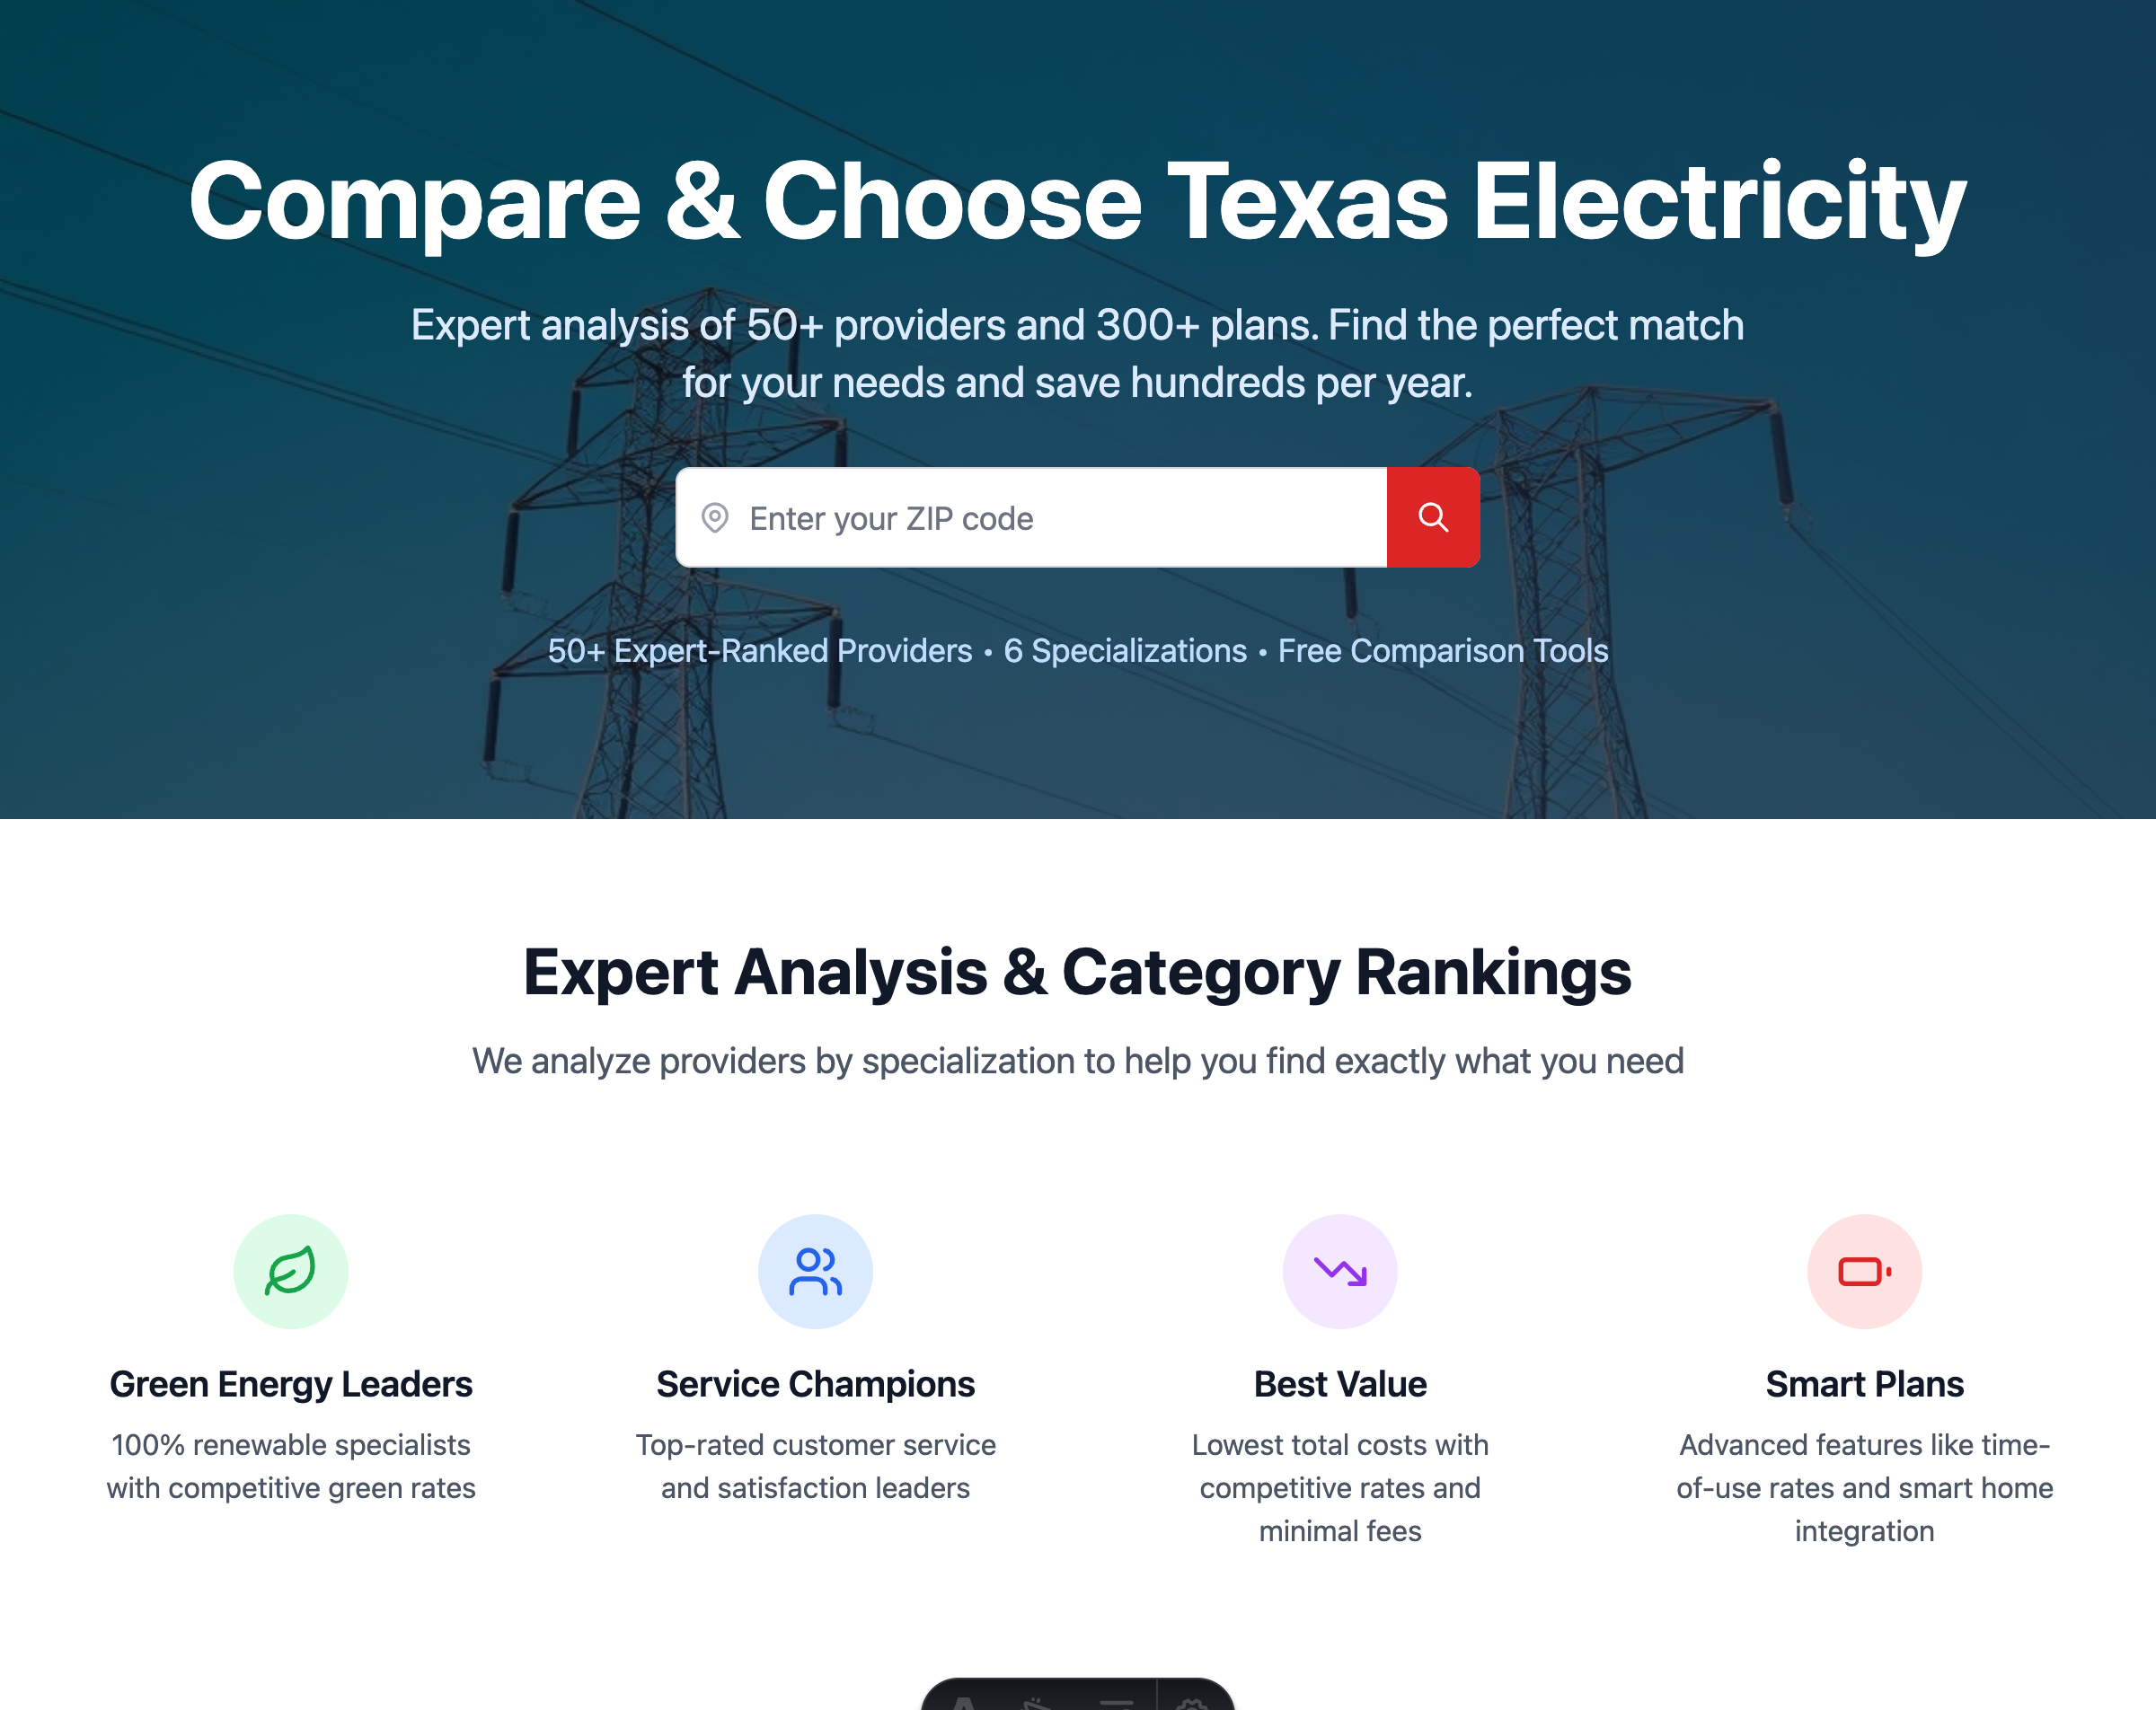 Compare & Choose Texas Electricity
Expert analysis of 50+ providers and 300+ plans. Find the perfect match
for your needs and save hundreds per year.
Enter your ZIP code
50+ Expert-Ranked Providers • 6 Specializations • Free Comparison Tools
Expert Analysis & Category Rankings
We analyze providers by specialization to help you find exactly what you need
Green Energy Leaders
100% renewable specialists
with competitive green rates
Service Champions
Top-rated customer service
and satisfaction leaders
Best Value
Lowest total costs with
competitive rates and
minimal fees
Smart Plans
Advanced features like time-
of-use rates and smart home
integration